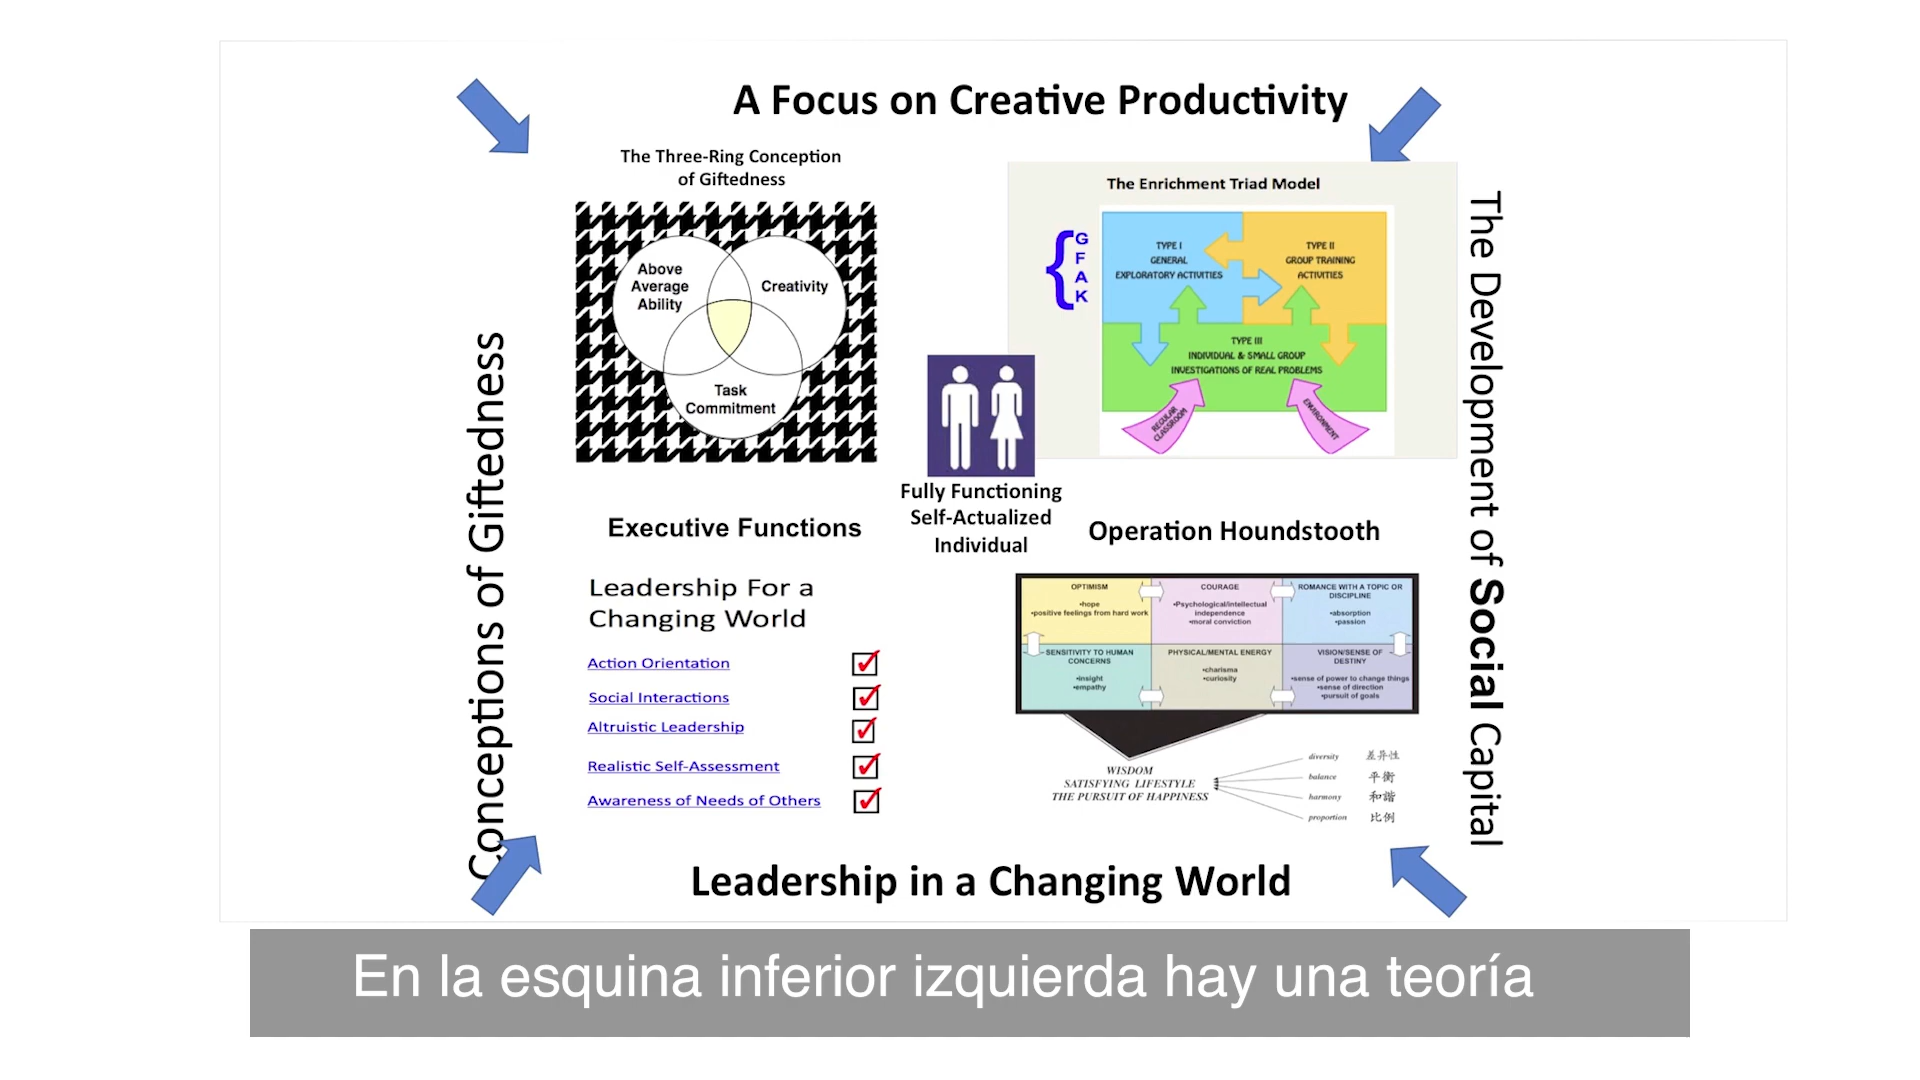 A Focus on Creative Productivity
The Three-Ring Conception
of Giftedness
Above
Average
Ability
Creativity
Task
Commitment
The Enrichment Triad Model
G
F
A
K
TYPE I
GENERAL
EXPLORATORY ACTIVITIES
TYPE II
GROUP TRAINING
ACTIVITIES
TYPE III
INDIVIDUAL & SMALL GROUP
INVESTIGATIONS OF REAL PROBLEMS
REGULAR
CLASSROOM
ENVIRONMENT
Conceptions of Giftedness
The Development of Social Capital
Fully Functioning
Self-Actualized
Individual
Executive Functions
Leadership For a
Changing World
Action Orientation
Social Interactions
Altruistic Leadership
Realistic Self-Assessment
Awareness of Needs of Others
Operation Houndstooth
OPTIMISM
•hope
•positive feelings from hard work
COURAGE
•Psychological/intellectual
independence
•moral conviction
ROMANCE WITH A TOPIC OR
DISCIPLINE
•absorption
•passion
SENSITIVITY TO HUMAN
CONCERNS
•insight
•empathy
PHYSICAL/MENTAL ENERGY
•charisma
•curiosity
VISION/SENSE OF
DESTINY
•sense of power to change things
•sense of direction
•pursuit of goals
WISDOM
SATISFYING LIFESTYLE
THE PURSUIT OF HAPPINESS
diversity 差异性
balance 平衡
harmony 和諧
proportion 比例
Leadership in a Changing World
En la esquina inferior izquierda hay una teoría